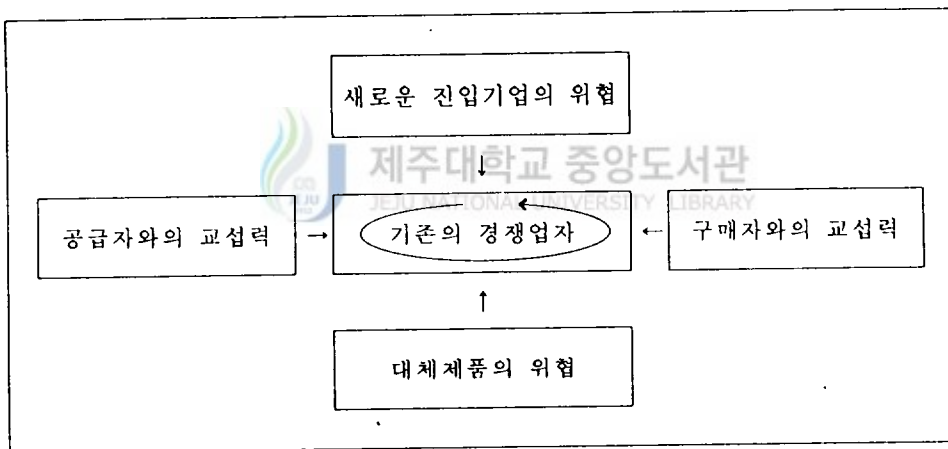 새로운 진입기업의 위협
제주대학교 중앙도서관
JEJU NATIONAL UNIVERSITY LIBRARY
공급자와의 교섭력 → 기존의 경쟁업자 ← 구매자와의 교섭력
대체제품의 위협